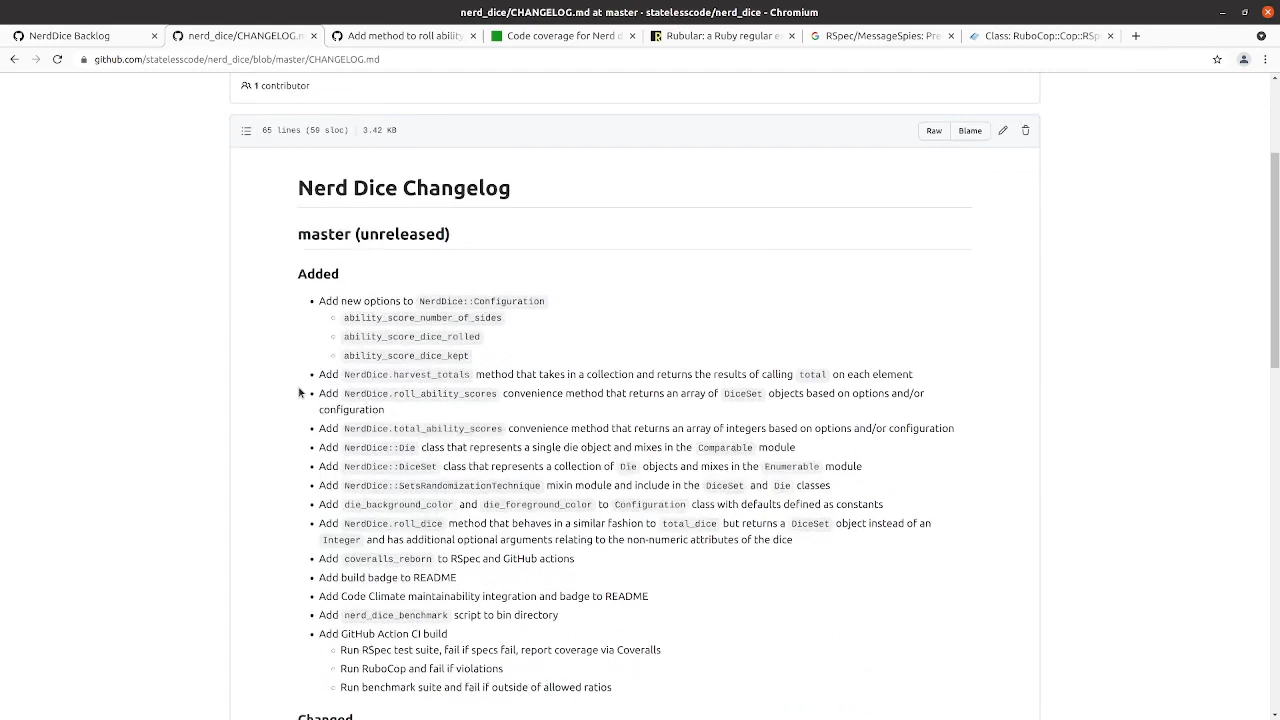 nerd_dice/CHANGELOG.md at master - statelesscode/nerd_dice - Chromium
NerdDice Backlog
nerd_dice/CHANGELOG.m
Add method to roll ability
Code coverage for Nerd d
Rubular: a Ruby regular e
RSpec/MessageSpies: Pre
Class: RuboCop::Cop::RSp
github.com/statelesscode/nerd_dice/blob/master/CHANGELOG.md
1 contributor
65 lines (50 sloc) 3.42 KB
Raw
Blame
Nerd Dice Changelog
master (unreleased)
Added
Add new options to NerdDice::Configuration
ability_score_number_of_sides
ability_score_dice_rolled
ability_score_dice_kept
Add NerdDice.harvest_totals method that takes in a collection and returns the results of calling total on each element
Add NerdDice.roll_ability_scores convenience method that returns an array of DiceSet objects based on options and/or
configuration
Add NerdDice.total_ability_scores convenience method that returns an array of integers based on options and/or configuration
Add NerdDice::Die class that represents a single die object and mixes in the Comparable module
Add NerdDice::DiceSet class that represents a collection of Die objects and mixes in the Enumerable module
Add NerdDice::SetsRandomizationTechnique mixin module and include in the DiceSet and Die classes
Add die_background_color and die_foreground_color to Configuration class with defaults defined as constants
Add NerdDice.roll_dice method that behaves in a similar fashion to total_dice but returns a DiceSet object instead of an
Integer and has additional optional arguments relating to the non-numeric attributes of the dice
Add coveralls_reborn to RSpec and GitHub actions
Add build badge to README
Add Code Climate maintainability integration and badge to README
Add nerd_dice_benchmark script to bin directory
Add GitHub Action CI build
Run RSpec test suite, fail if specs fail, report coverage via Coveralls
Run RuboCop and fail if violations
Run benchmark suite and fail if outside of allowed ratios
Changed